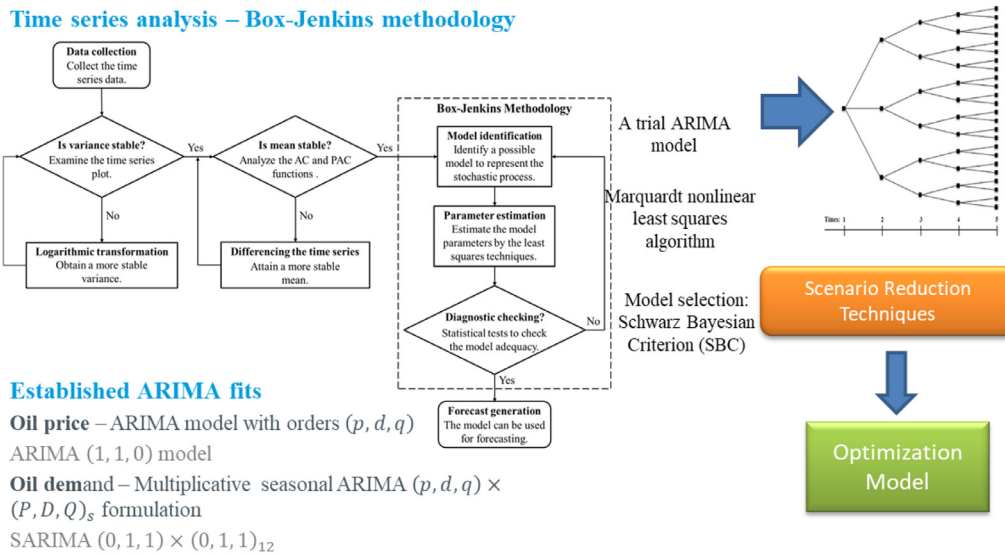 Time series analysis – Box-Jenkins methodology
Data collection
Collect the time
series data.
Is variance stable?
Examine the time series
plot.
Yes
No
Logarithmic transformation
Obtain a more stable
variance.
Is mean stable?
Analyze the AC and PAC
functions .
Yes
No
Differencing the time series
Attain a more stable
mean.
Box-Jenkins Methodology
Model identification
Identify a possible
model to represent the
stochastic process.
Parameter estimation
Estimate the model
parameters by the least
squares techniques.
Diagnostic checking?
Statistical tests to check
the model adequacy.
No
Yes
Forecast generation
The model can be used
for forecasting.
A trial ARIMA
model
Marquardt nonlinear
least squares
algorithm
Model selection:
Schwarz Bayesian
Criterion (SBC)
Times: 1 2 3 4 5
Scenario Reduction
Techniques
Optimization
Model
Established ARIMA fits
Oil price – ARIMA model with orders (p, d, q)
ARIMA (1, 1, 0) model
Oil demand – Multiplicative seasonal ARIMA (p, d, q) ×
(P, D, Q)ₛ formulation
SARIMA (0, 1, 1) × (0, 1, 1)₁₂